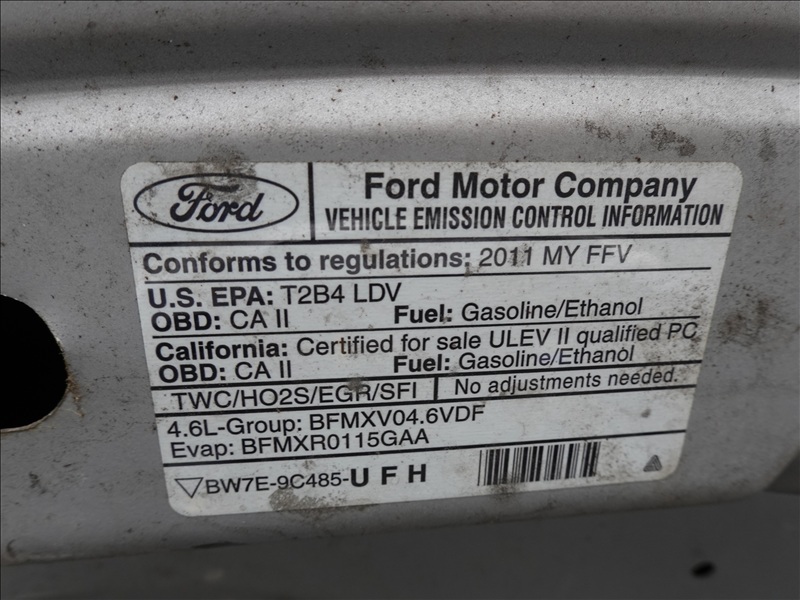 Ford
Ford Motor Company
VEHICLE EMISSION CONTROL INFORMATION
Conforms to regulations: 2011 MY FFV
U.S. EPA: T2B4 LDV
OBD: CA II Fuel: Gasoline/Ethanol
California: Certified for sale ULEV II qualified PC
OBD: CA II Fuel: Gasoline/Ethanol
TWC/HO2S/EGR/SFI No adjustments needed.
4.6L-Group: BFMXV04.6VDF
Evap: BFMXR0115GAA
BW7E-9C485-U F H